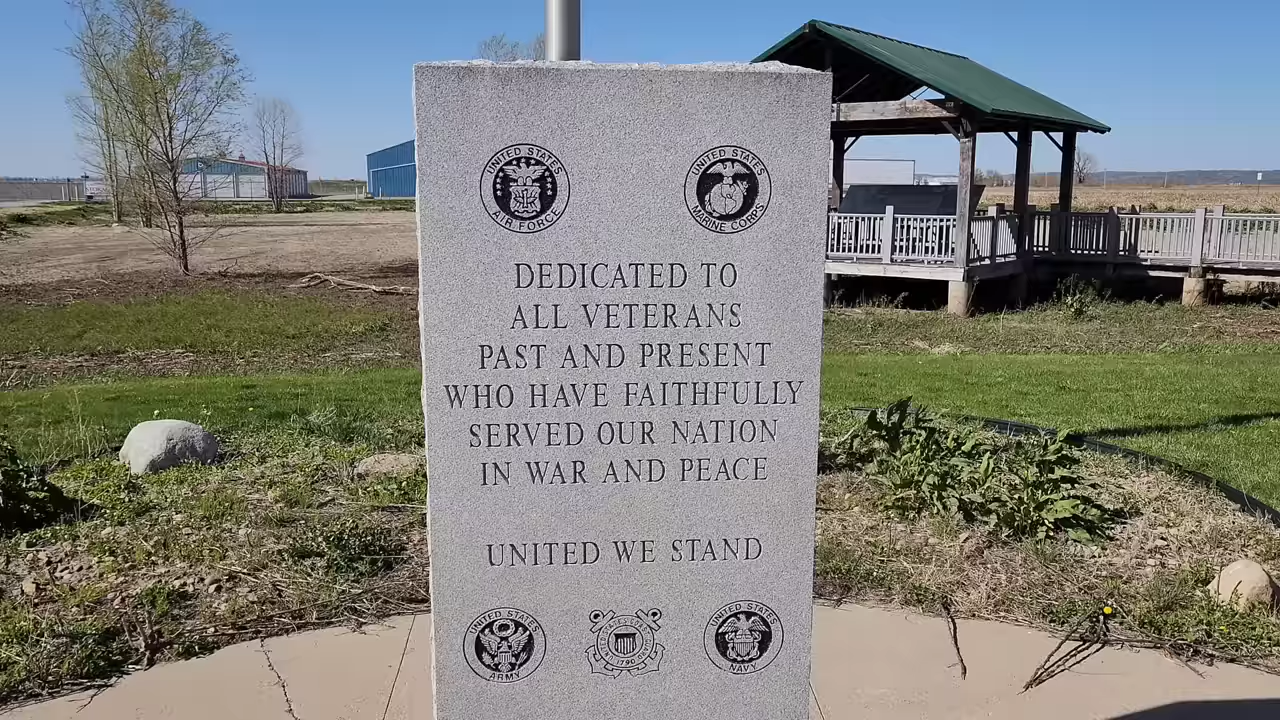 UNITED STATES
AIR FORCE
UNITED STATES
MARINE CORPS
DEDICATED TO
ALL VETERANS
PAST AND PRESENT
WHO HAVE FAITHFULLY
SERVED OUR NATION
IN WAR AND PEACE
UNITED WE STAND
UNITED STATES
ARMY
1790
UNITED STATES
NAVY